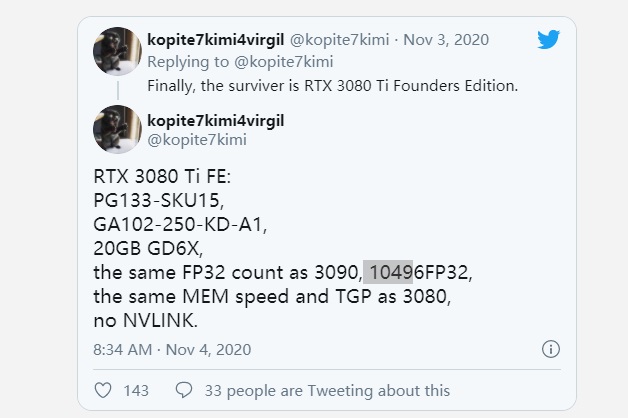 kopite7kimi4virgil @kopite7kimi · Nov 3, 2020
Replying to @kopite7kimi
Finally, the surviver is RTX 3080 Ti Founders Edition.
kopite7kimi4virgil
@kopite7kimi
RTX 3080 Ti FE:
PG133-SKU15,
GA102-250-KD-A1,
20GB GD6X,
the same FP32 count as 3090, 10496FP32,
the same MEM speed and TGP as 3080,
no NVLINK.
8:34 AM · Nov 4, 2020
143 33 people are Tweeting about this